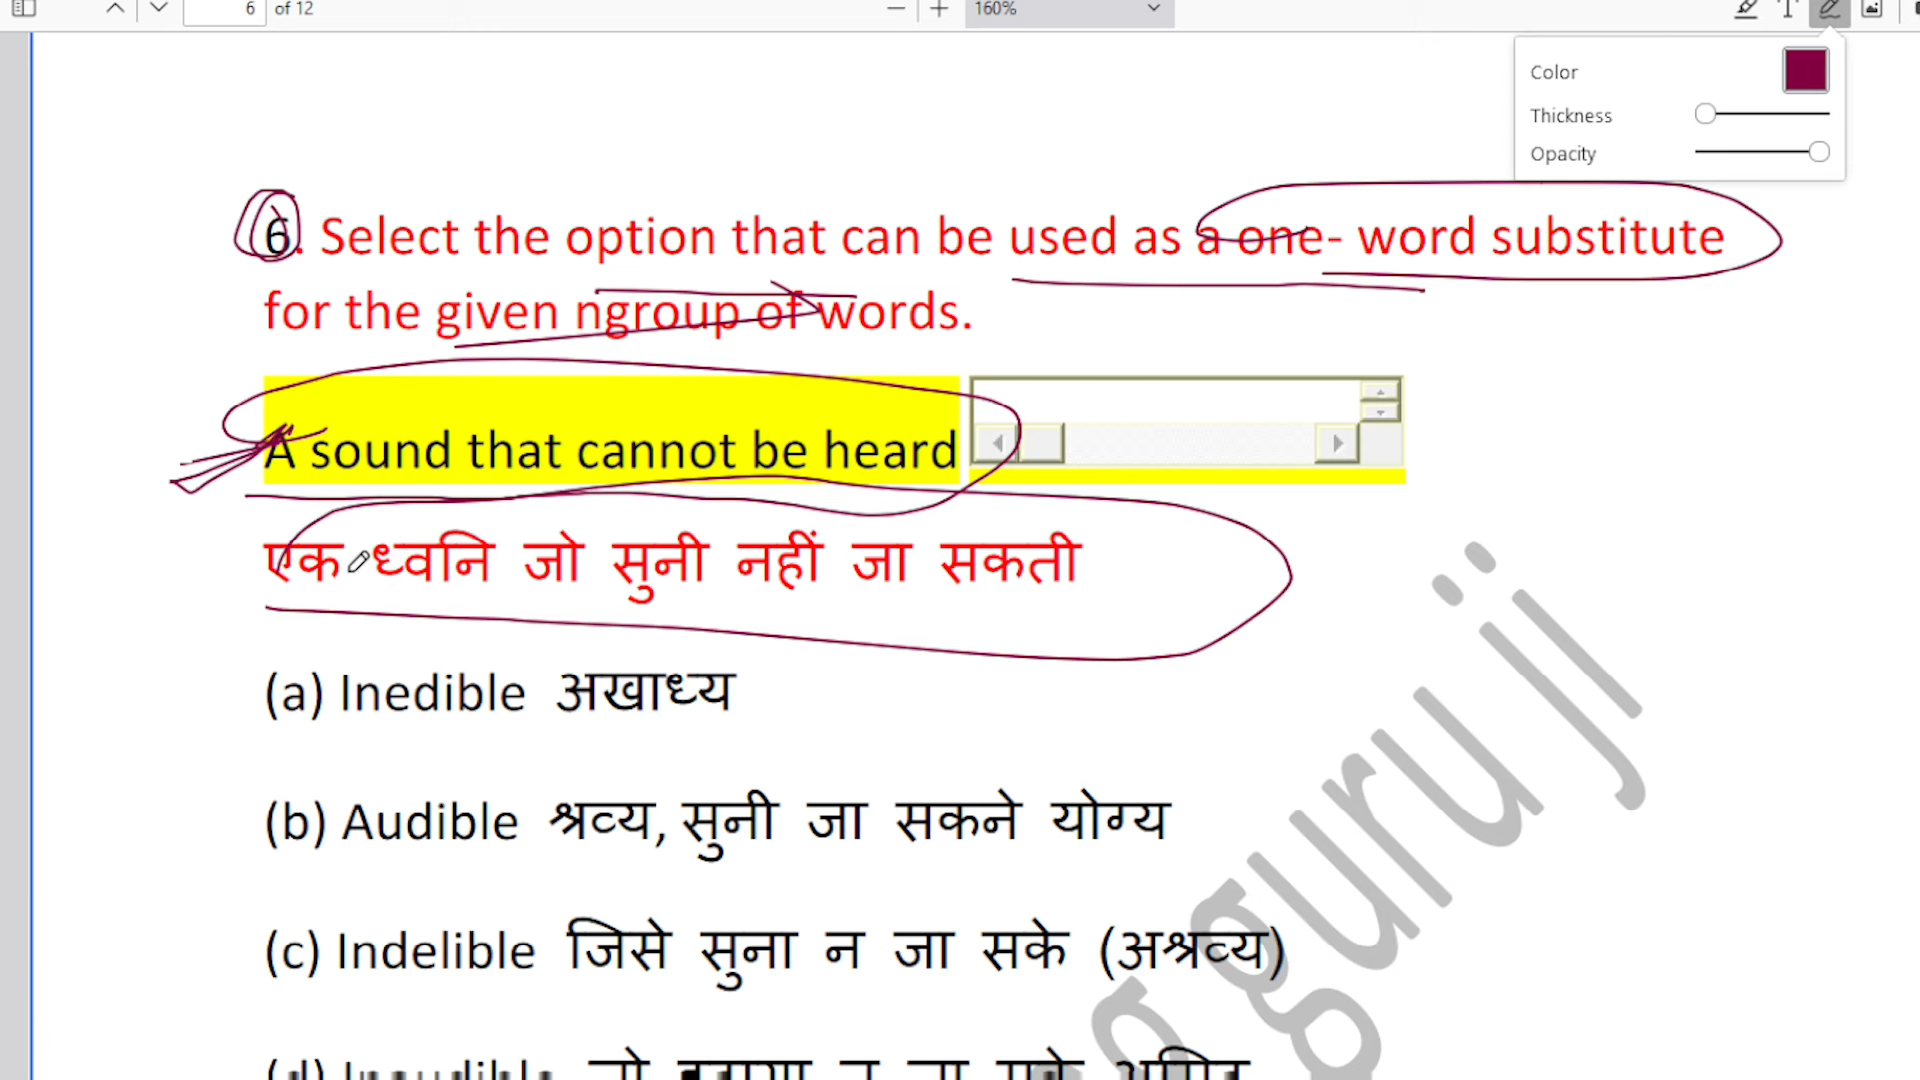 6 of 12
160%
Color
Thickness
Opacity
6. Select the option that can be used as a one- word substitute
for the given ngroup of words.
A sound that cannot be heard
एक ध्वनि जो सुनी नहीं जा सकती
(a) Inedible अखाध्य
(b) Audible श्रव्य, सुनी जा सकने योग्य
(c) Indelible जिसे सुना न जा सके (अश्रव्य)
g guru ji